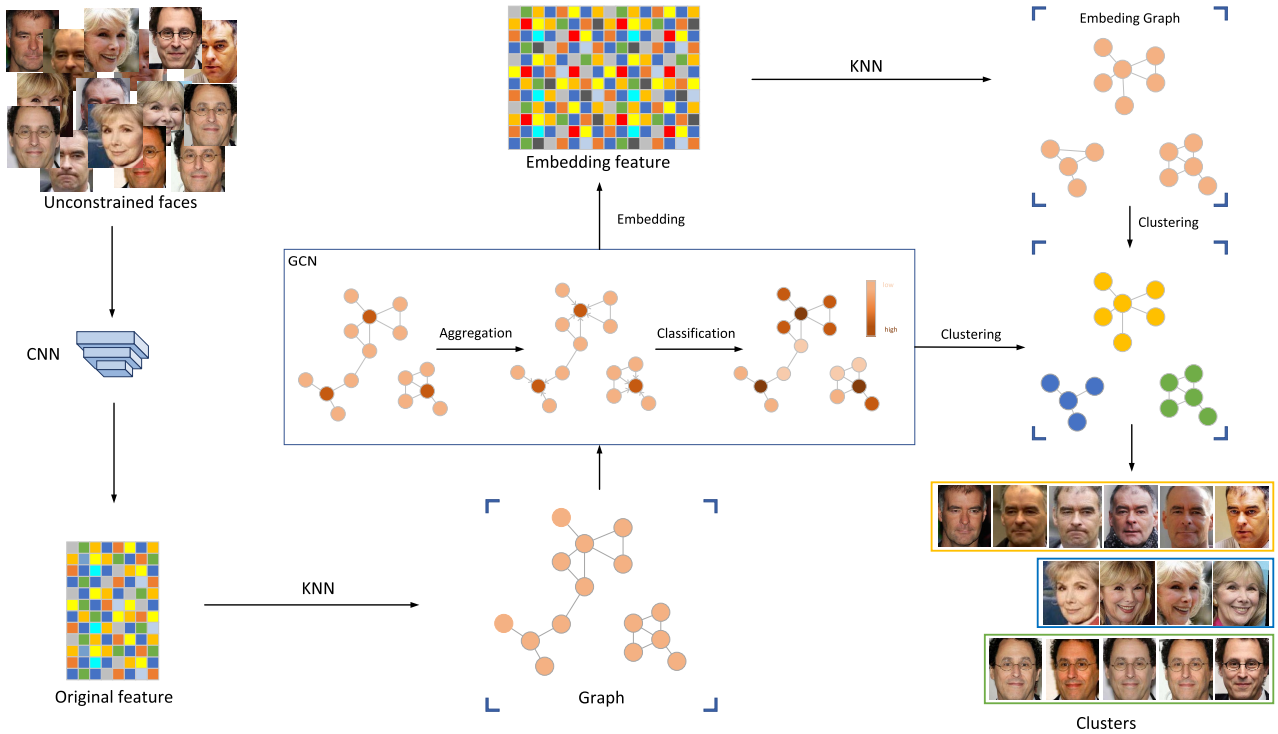 Unconstrained faces
CNN
Original feature
KNN
Graph
GCN
Aggregation
Classification
low
high
Embedding
Embedding feature
KNN
Embeding Graph
Clustering
Clustering
Clusters